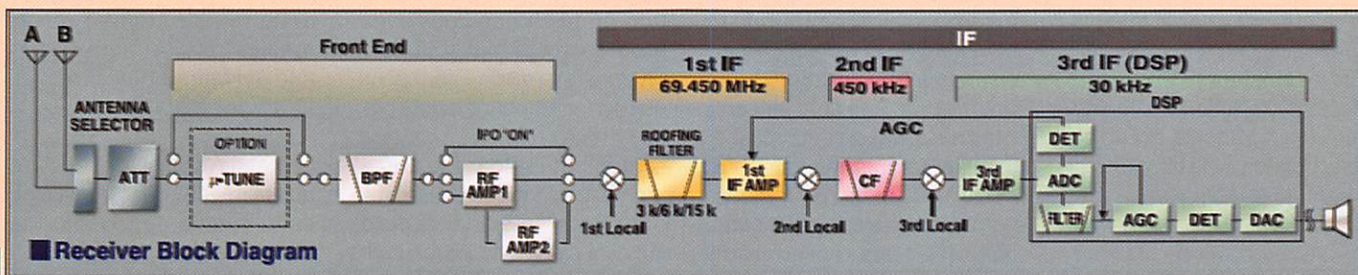 A B
Front End
IF
1st IF
69.450 MHz
2nd IF
450 kHz
3rd IF (DSP)
30 kHz
DSP
ANTENNA
SELECTOR
ATT
OPTION
μ-TUNE
BPF
IPO "ON"
RF
AMP1
RF
AMP2
1st Local
ROOFING
FILTER
3 k/6 k/15 k
1st
IF AMP
AGC
2nd Local
CF
3rd Local
3rd
IF AMP
DET
ADC
FILTER
AGC
DET
DAC
Receiver Block Diagram